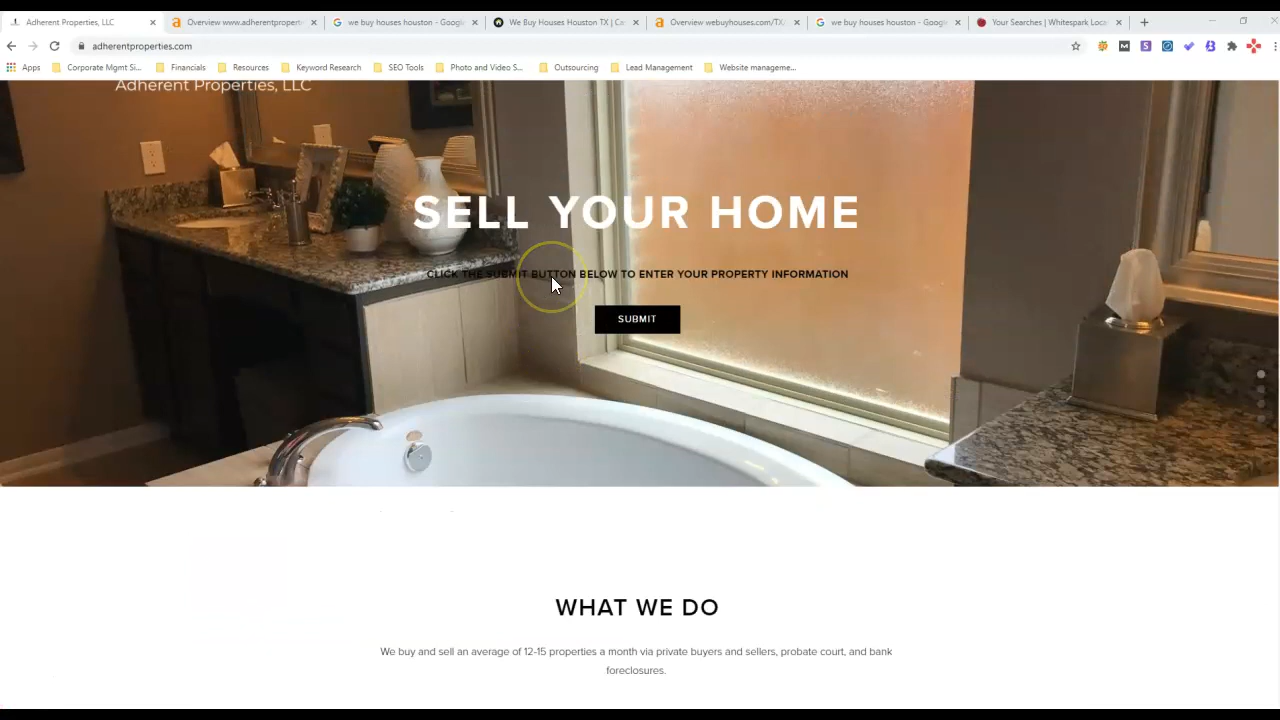 Adherent Properties, LLC
Overview www.adherentproperti
we buy houses houston - Google
We Buy Houses Houston TX | Ca
Overview webuyhouses.com/TX/
we buy houses houston - Google
Your Searches | Whitespark Loca
adherentproperties.com
Apps
Corporate Mgmt Si...
Financials
Resources
Keyword Research
SEO Tools
Photo and Video S...
Outsourcing
Lead Management
Website manageme...
Adherent Properties, LLC
SELL YOUR HOME
CLICK THE SUBMIT BUTTON BELOW TO ENTER YOUR PROPERTY INFORMATION
SUBMIT
WHAT WE DO
We buy and sell an average of 12-15 properties a month via private buyers and sellers, probate court, and bank
foreclosures.